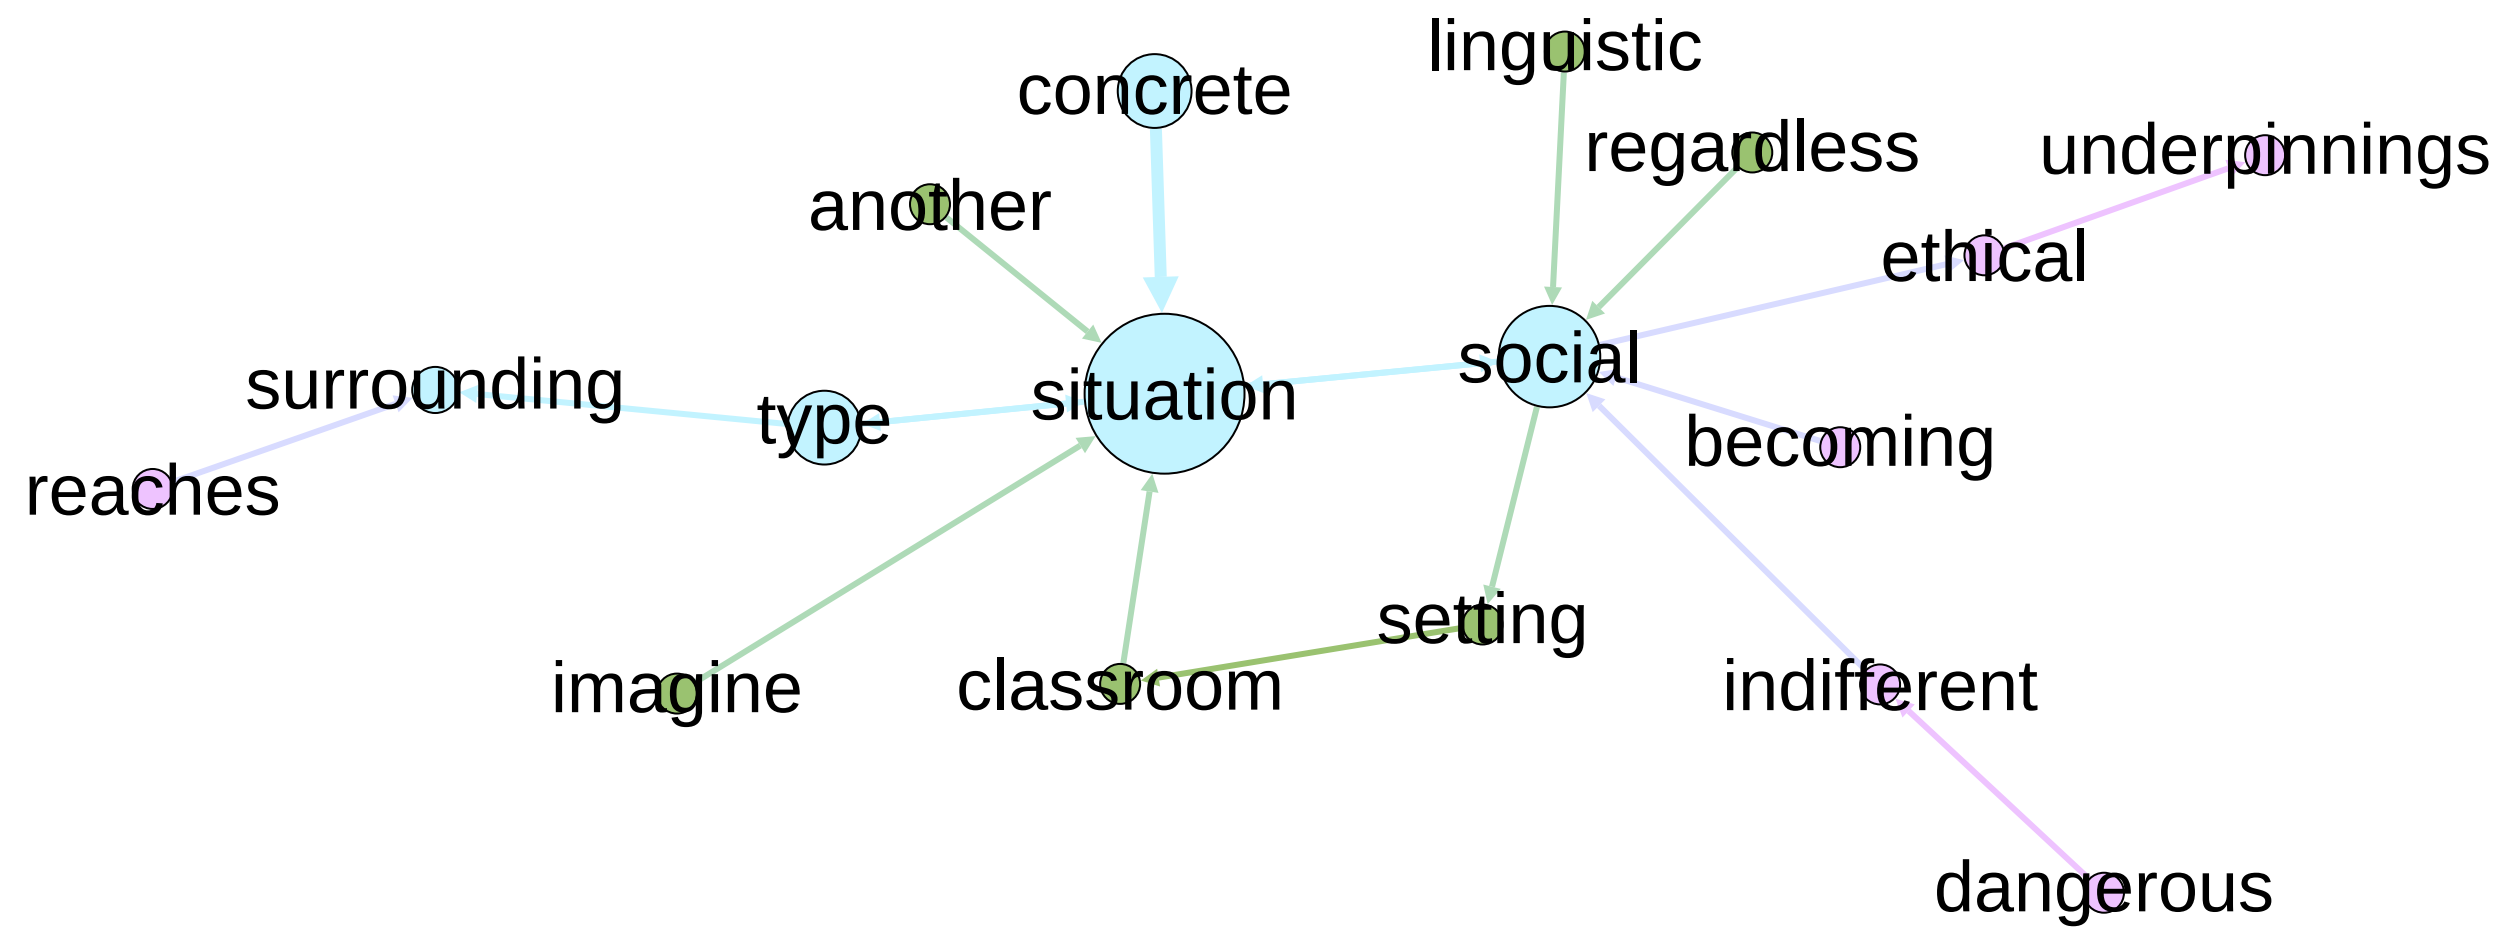 linguistic
concrete
regardless
underpinnings
another
ethical
social
surrounding
situation
type
becoming
reaches
setting
imagine
classroom
indifferent
dangerous